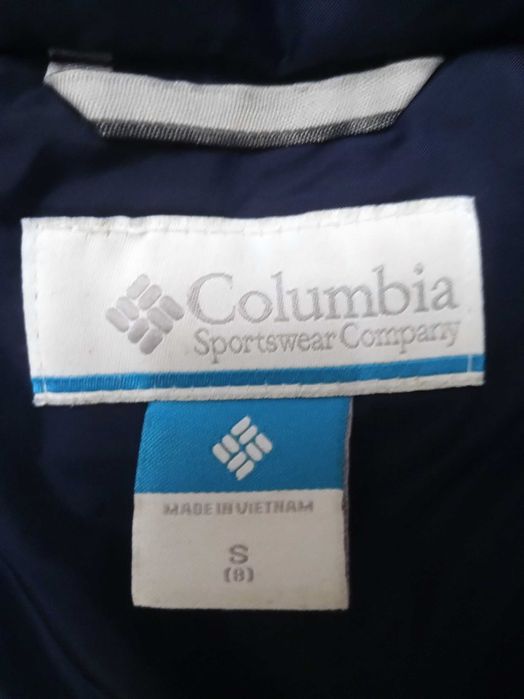 Columbia
Sportswear Company
MADE IN VIETNAM
S
(8)